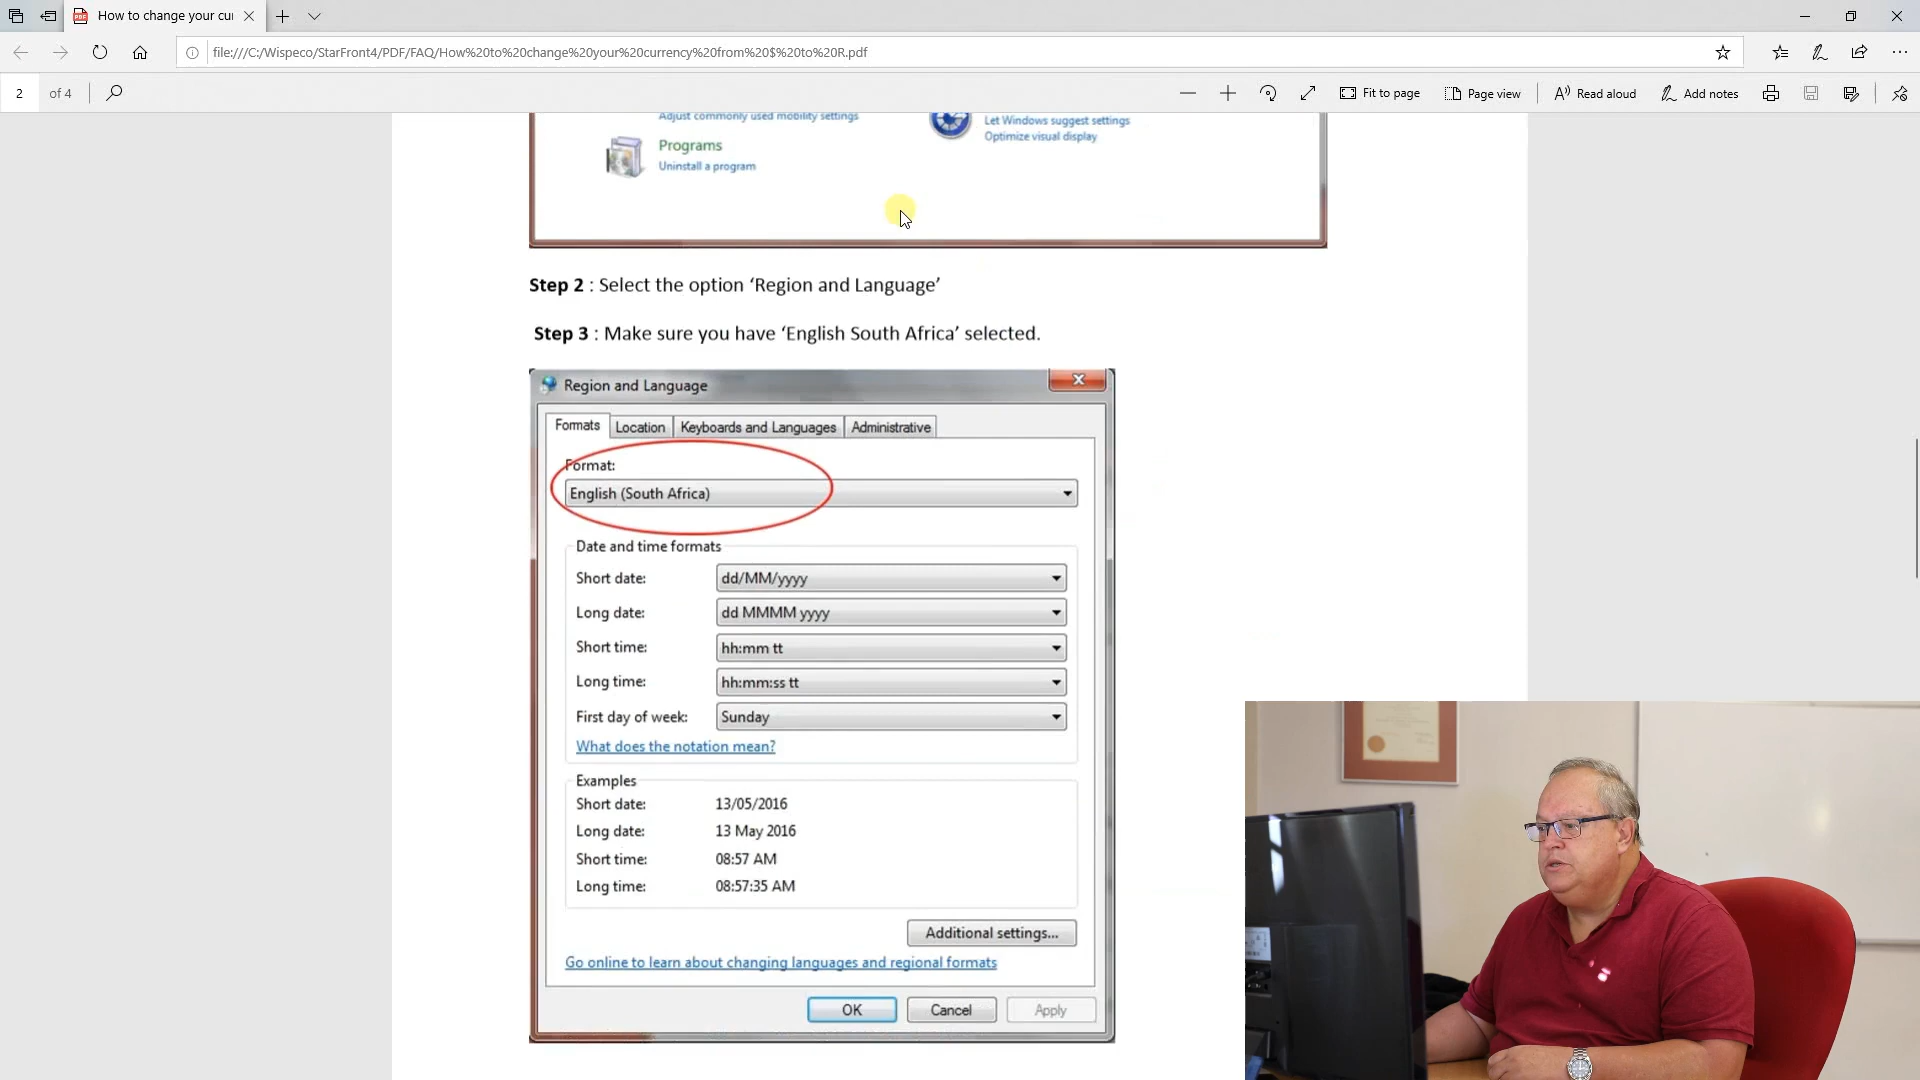 How to change your cur
file:///C:/Wispeco/StarFront4/PDF/FAQ/How%20to%20change%20your%20currency%20from%20$%20to%20R.pdf
2 of 4
Fit to page
Page view
Read aloud
Add notes
Adjust commonly used mobility settings
Programs
Uninstall a program
Let Windows suggest settings
Optimize visual display
Step 2 : Select the option ‘Region and Language’
Step 3 : Make sure you have ‘English South Africa’ selected.
Region and Language
Formats Location Keyboards and Languages Administrative
Format:
English (South Africa)
Date and time formats
Short date: dd/MM/yyyy
Long date: dd MMMM yyyy
Short time: hh:mm tt
Long time: hh:mm:ss tt
First day of week: Sunday
What does the notation mean?
Examples
Short date: 13/05/2016
Long date: 13 May 2016
Short time: 08:57 AM
Long time: 08:57:35 AM
Additional settings...
Go online to learn about changing languages and regional formats
OK Cancel Apply